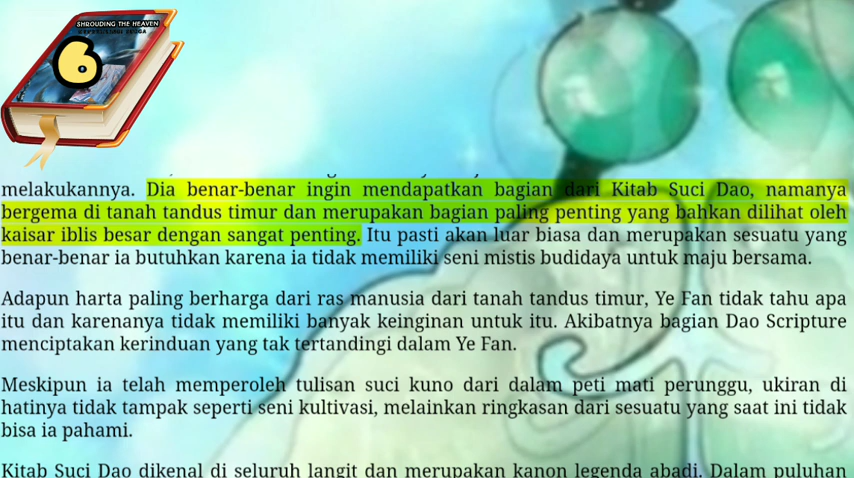 SHROUDING THE HEAVEN
6
melakukannya. Dia benar-benar ingin mendapatkan bagian dari Kitab Suci Dao, namanya
bergema di tanah tandus timur dan merupakan bagian paling penting yang bahkan dilihat oleh
kaisar iblis besar dengan sangat penting. Itu pasti akan luar biasa dan merupakan sesuatu yang
benar-benar ia butuhkan karena ia tidak memiliki seni mistis budidaya untuk maju bersama.
Adapun harta paling berharga dari ras manusia dari tanah tandus timur, Ye Fan tidak tahu apa
itu dan karenanya tidak memiliki banyak keinginan untuk itu. Akibatnya bagian Dao Scripture
menciptakan kerinduan yang tak tertandingi dalam Ye Fan.
Meskipun ia telah memperoleh tulisan suci kuno dari dalam peti mati perunggu, ukiran di
hatinya tidak tampak seperti seni kultivasi, melainkan ringkasan dari sesuatu yang saat ini tidak
bisa ia pahami.
Kitab Suci Dao dikenal di seluruh langit dan merupakan kanon legenda abadi. Dalam puluhan